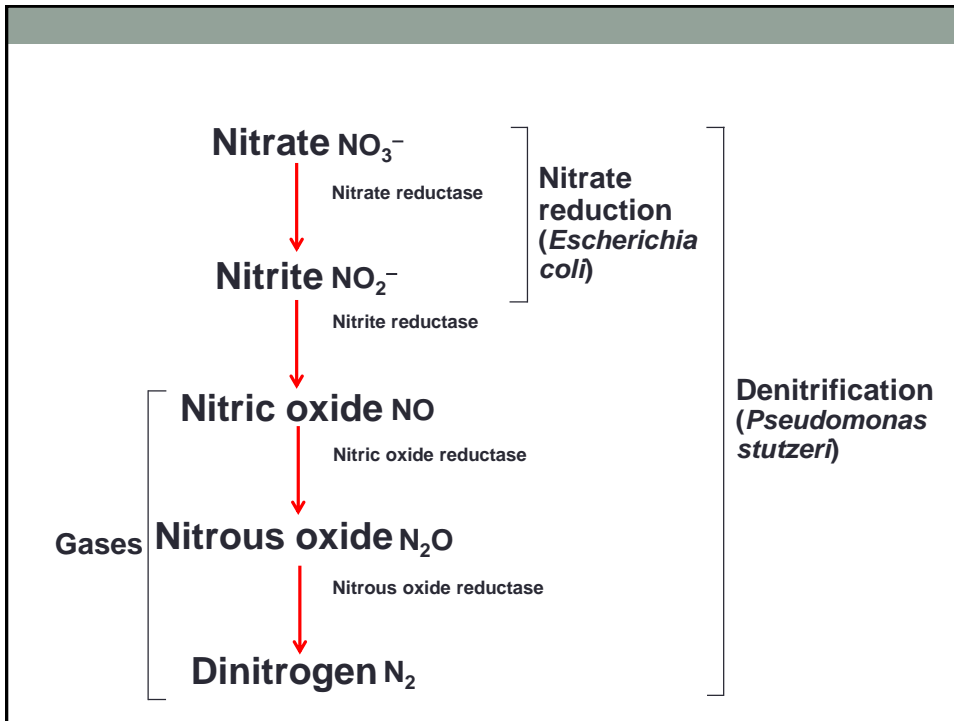 Nitrate NO₃⁻
Nitrate reductase
Nitrite NO₂⁻
Nitrite reductase
Nitric oxide NO
Nitric oxide reductase
Nitrous oxide N₂O
Nitrous oxide reductase
Dinitrogen N₂
Gases
Nitrate
reduction
(Escherichia
coli)
Denitrification
(Pseudomonas
stutzeri)